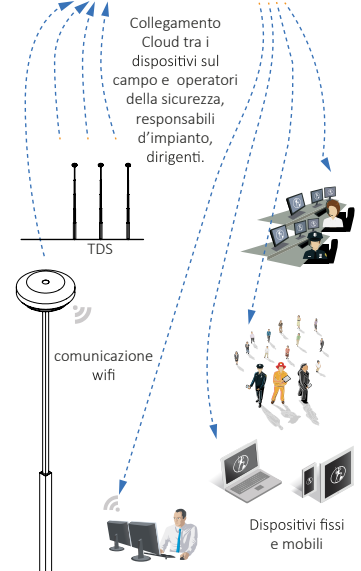 Collegamento
Cloud tra i
dispositivi sul
campo e operatori
della sicurezza,
responsabili
d'impianto,
dirigenti.
TDS
comunicazione
wifi
Dispositivi fissi
e mobili